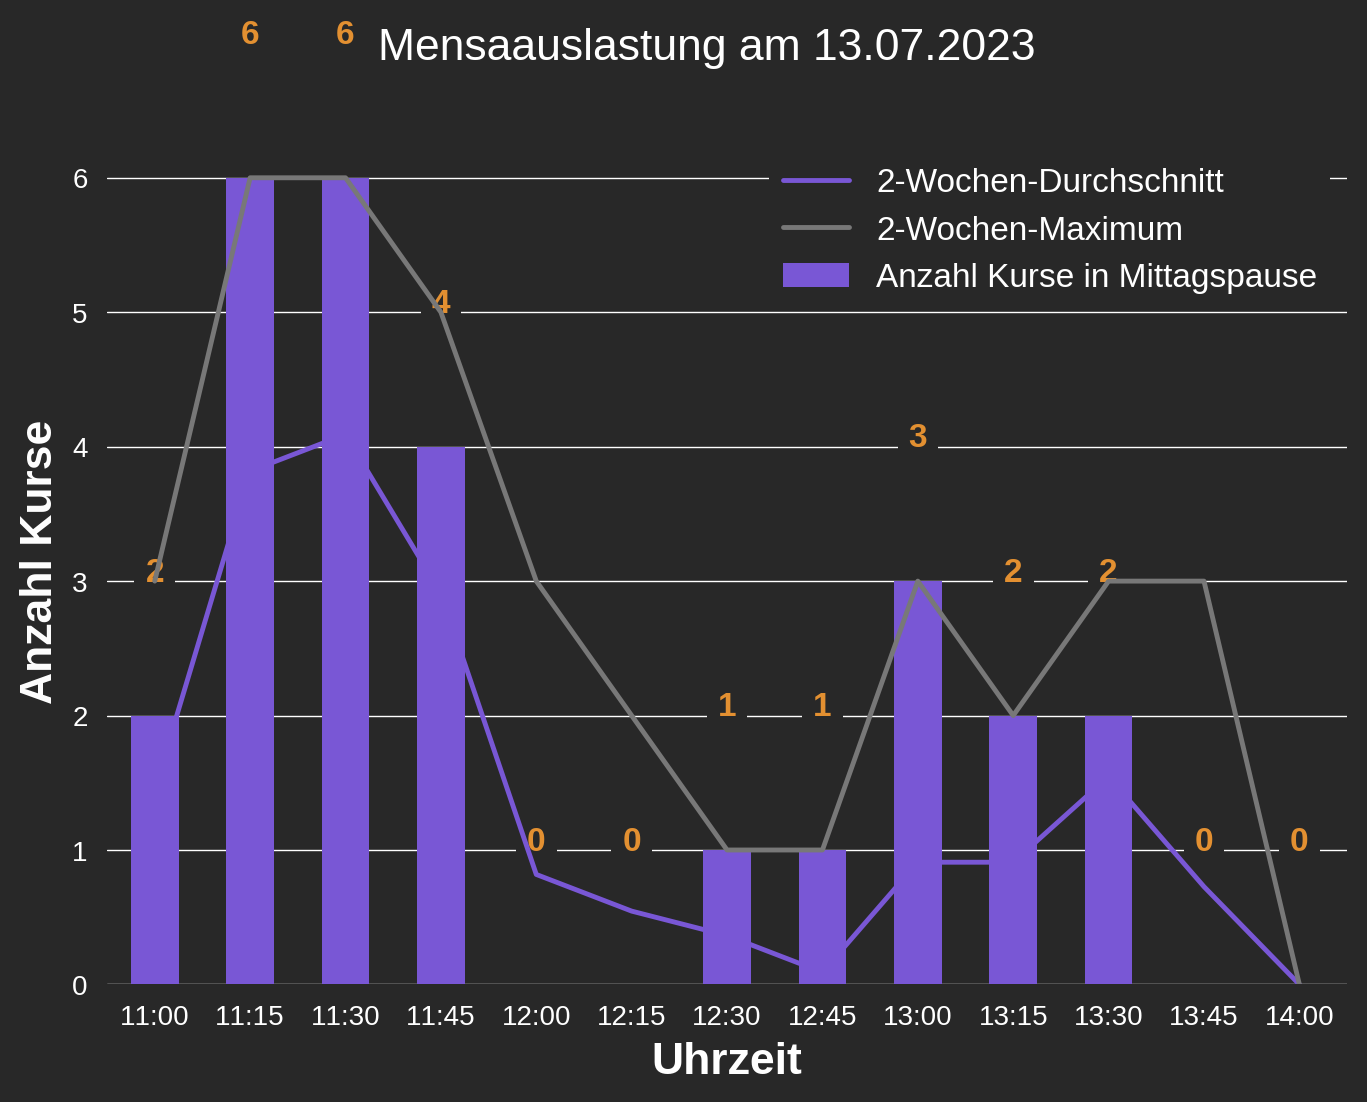 6 6 Mensaauslastung am 13.07.2023
6
2-Wochen-Durchschnitt
2-Wochen-Maximum
Anzahl Kurse in Mittagspause
5
4
4
3
3
2
2
2
2
1
1
1
0
0
0
0
0
11:00 11:15 11:30 11:45 12:00 12:15 12:30 12:45 13:00 13:15 13:30 13:45 14:00
Uhrzeit
Anzahl Kurse